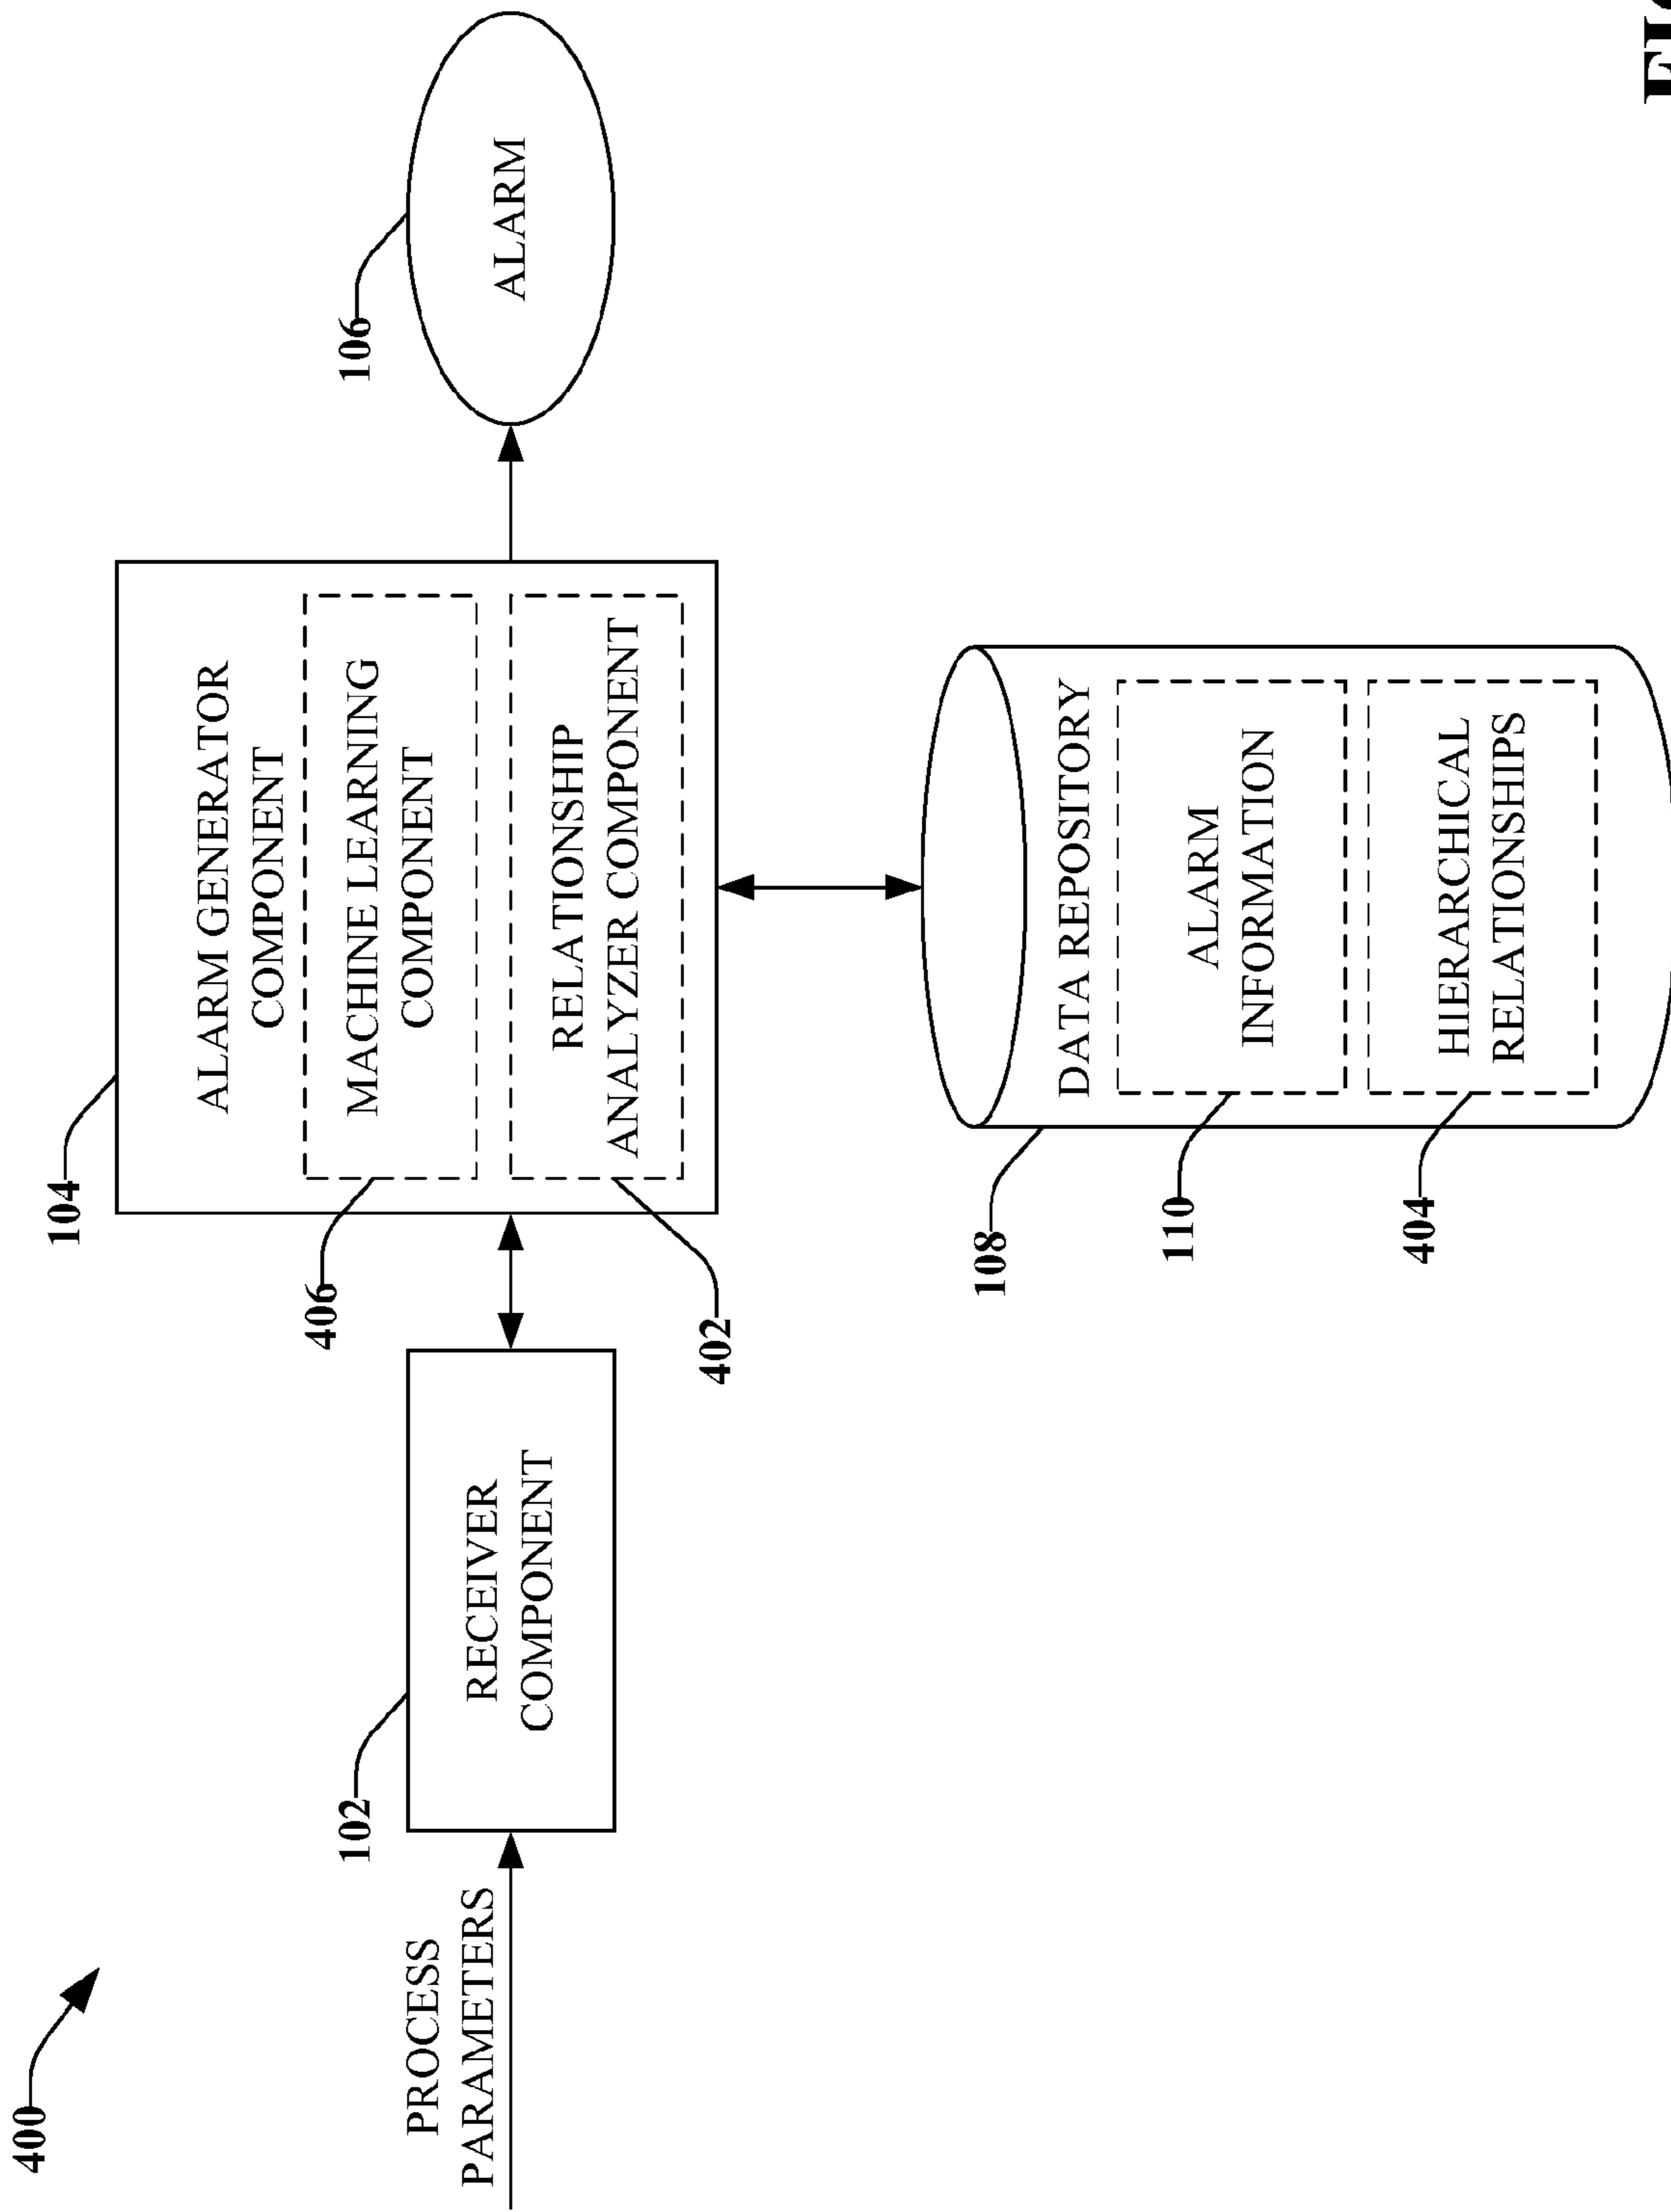 400
PROCESS
PARAMETERS
102
RECEIVER
COMPONENT
104
ALARM GENERATOR
COMPONENT
406
MACHINE LEARNING
COMPONENT
402
RELATIONSHIP
ANALYZER COMPONENT
106
ALARM
108
DATA REPOSITORY
110
ALARM
INFORMATION
404
HIERARCHICAL
RELATIONSHIPS